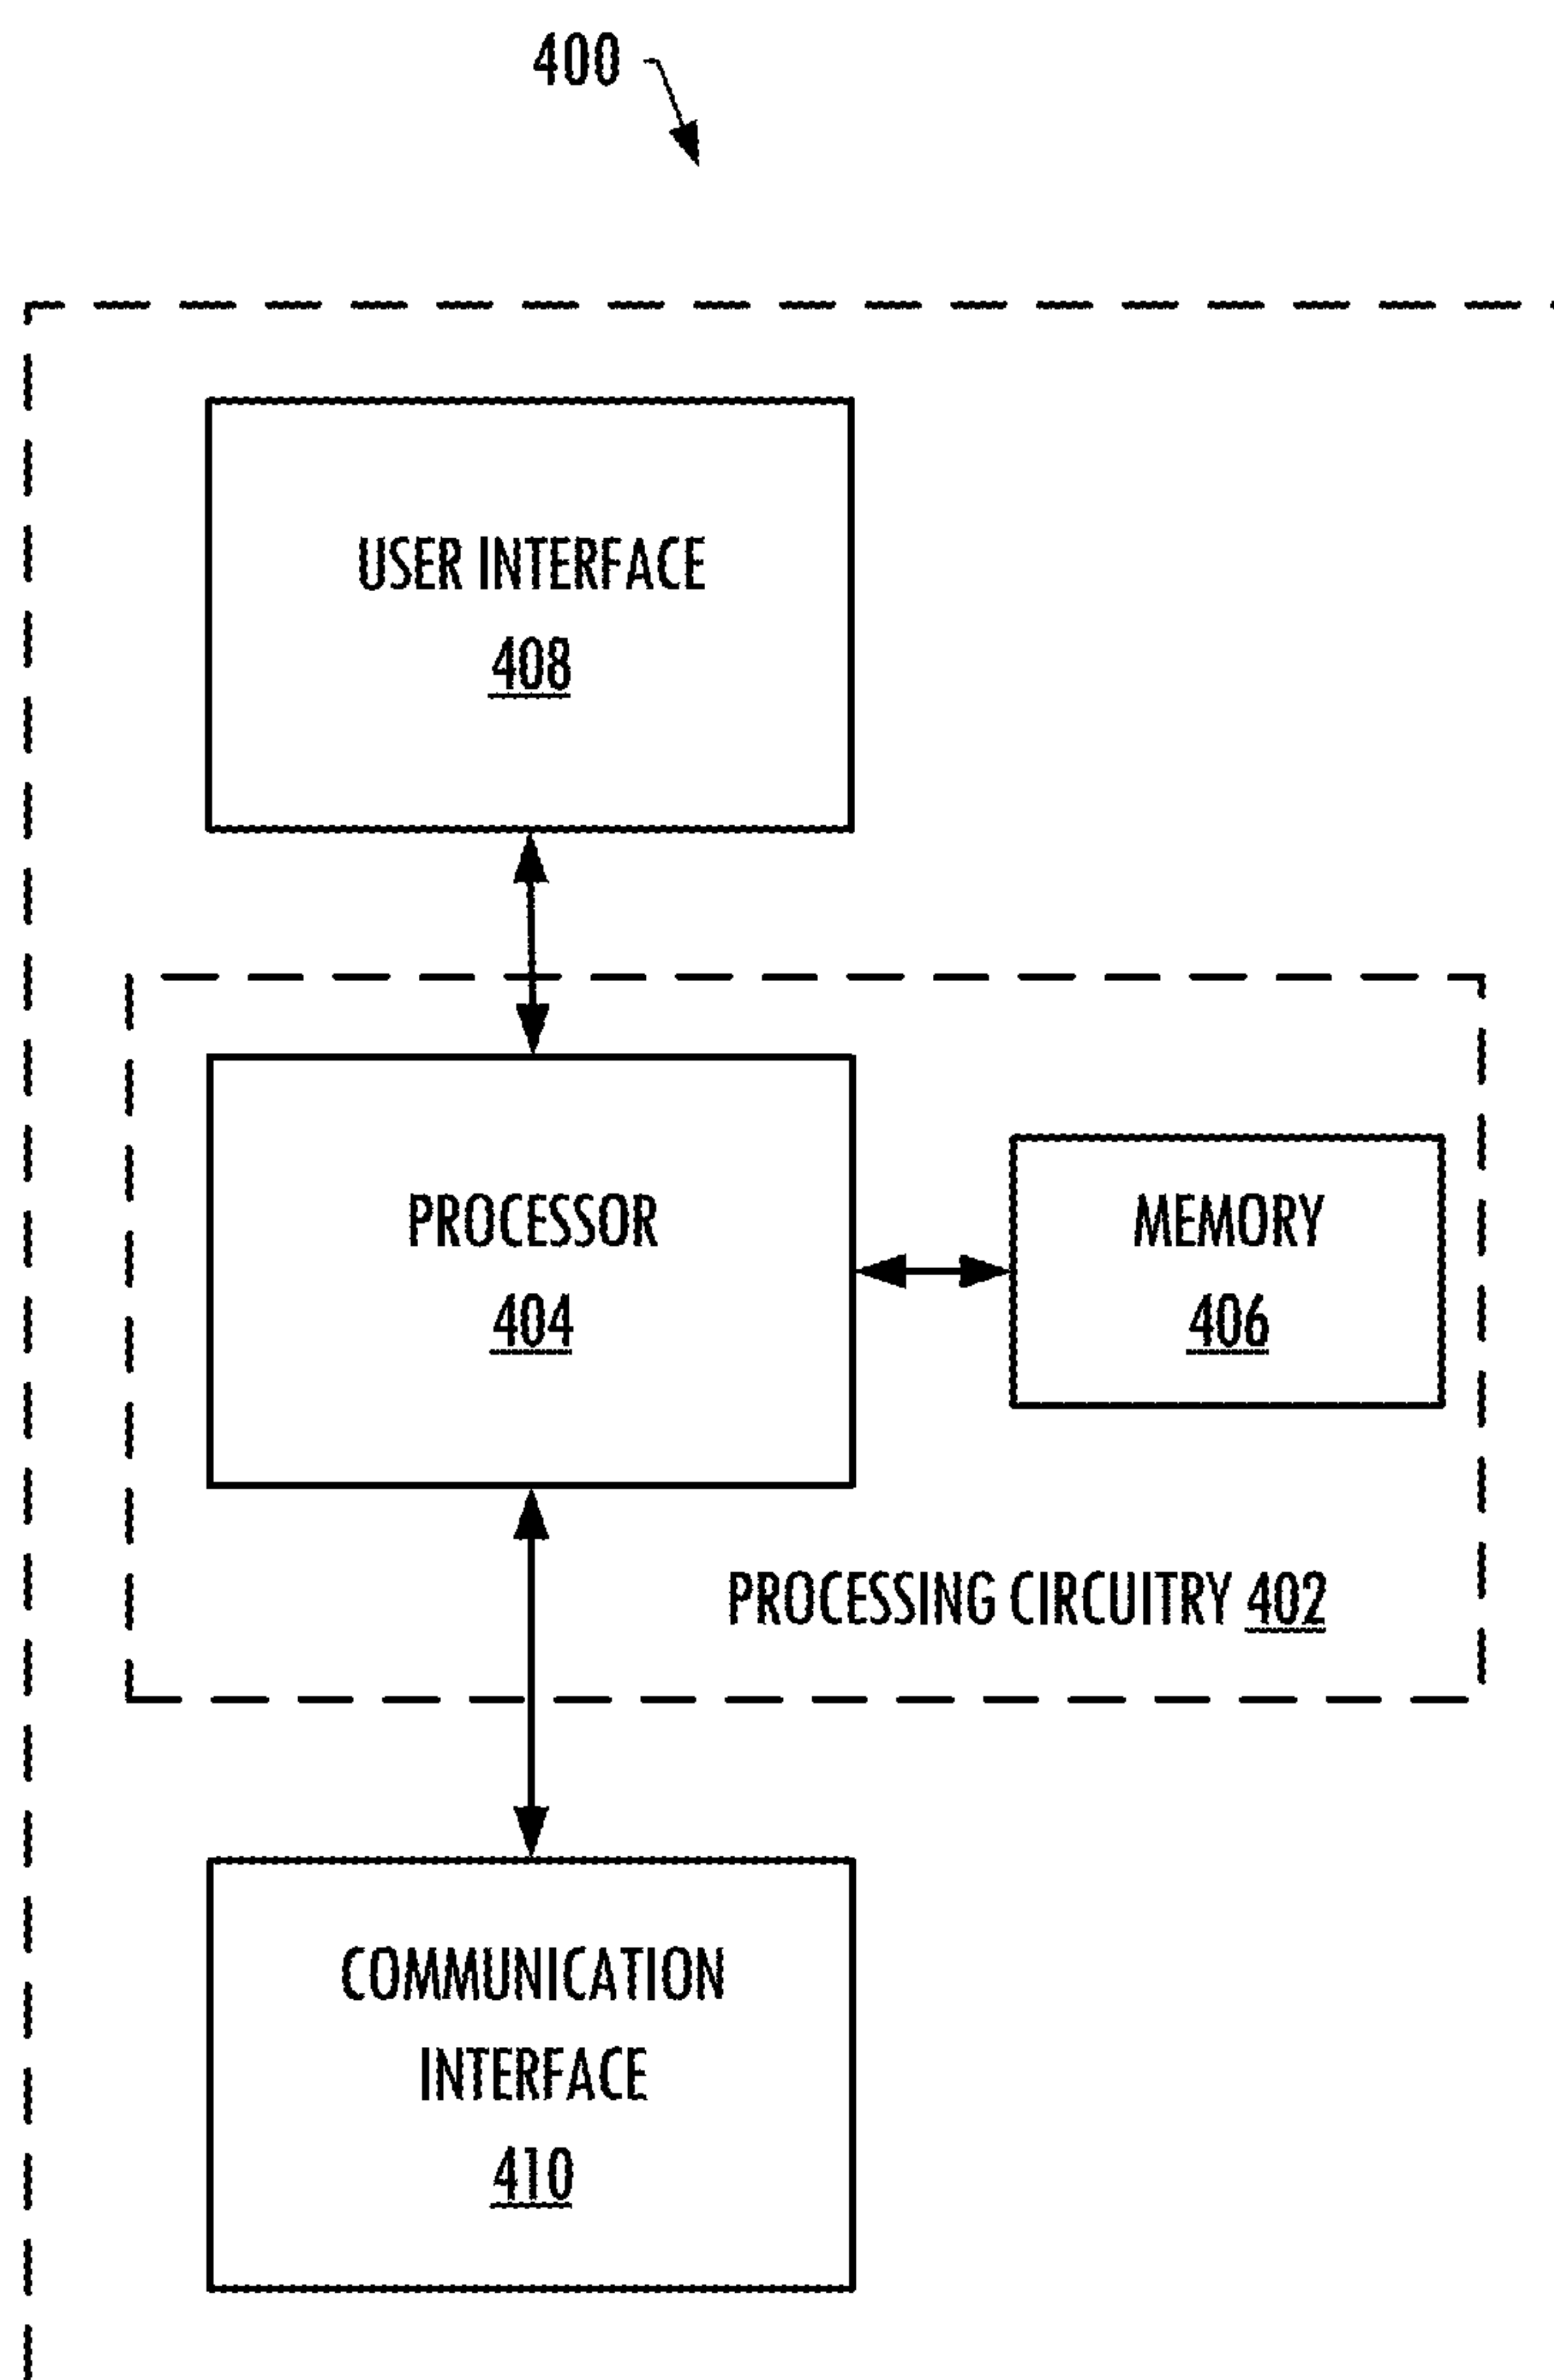 400
USER INTERFACE
408
PROCESSOR
404
MEMORY
406
PROCESSING CIRCUITRY 402
COMMUNICATION
INTERFACE
410